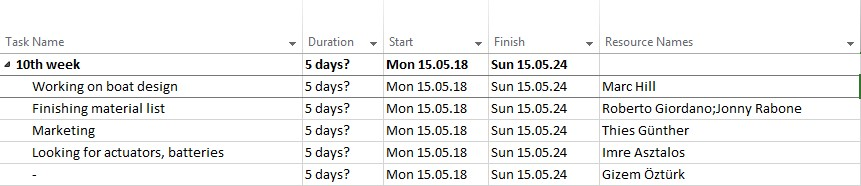 Task Name Duration Start Finish Resource Names
10th week 5 days? Mon 15.05.18 Sun 15.05.24
Working on boat design 5 days? Mon 15.05.18 Sun 15.05.24 Marc Hill
Finishing material list 5 days? Mon 15.05.18 Sun 15.05.24 Roberto Giordano;Jonny Rabone
Marketing 5 days? Mon 15.05.18 Sun 15.05.24 Thies Günther
Looking for actuators, batteries 5 days? Mon 15.05.18 Sun 15.05.24 Imre Asztalos
- 5 days? Mon 15.05.18 Sun 15.05.24 Gizem Öztürk